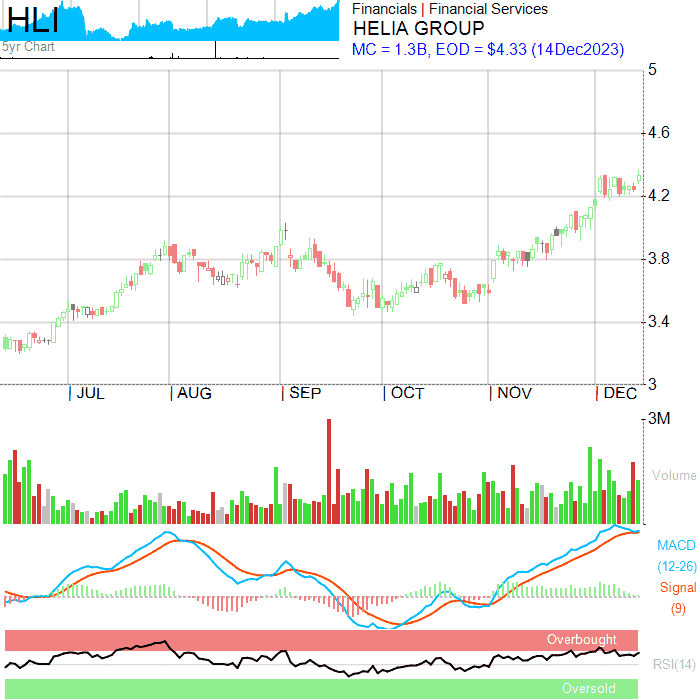 HLI
5yr Chart
Financials | Financial Services
HELIA GROUP
MC = 1.3B, EOD = $4.33 (14Dec2023)
5
4.6
4.2
3.8
3.4
3
JUL
AUG
SEP
OCT
NOV
DEC
3M
Volume
MACD
(12-26)
Signal
(9)
Overbought
RSI(14)
Oversold